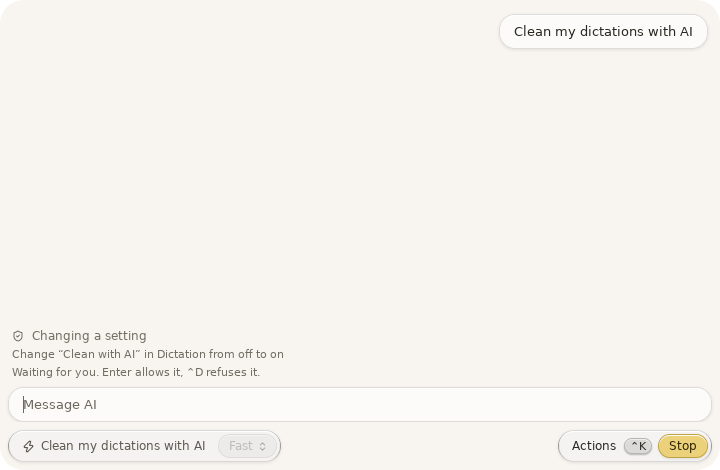 Clean my dictations with AI
Changing a setting
Change “Clean with AI” in Dictation from off to on
Waiting for you. Enter allows it, ^D refuses it.
Message AI
Clean my dictations with AI Fast Actions ^K Stop